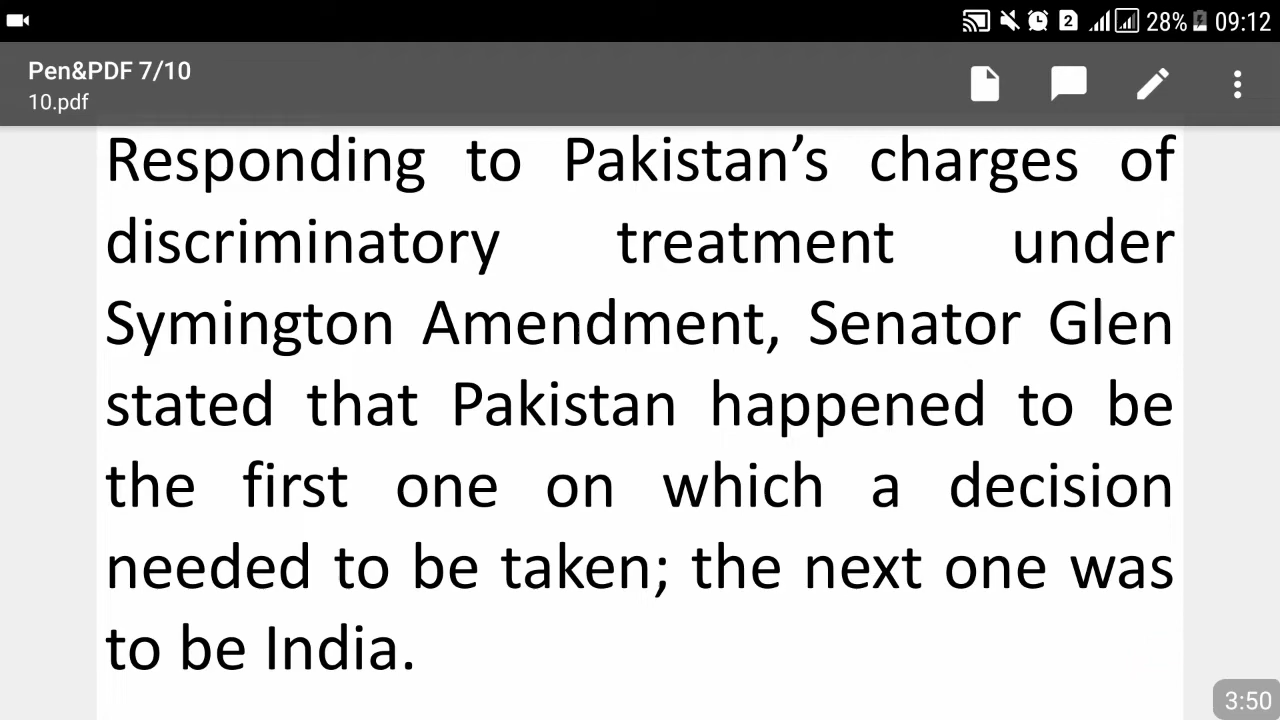 2 28% 09:12
Pen&PDF 7/10
10.pdf
Responding to Pakistan’s charges of
discriminatory treatment under
Symington Amendment, Senator Glen
stated that Pakistan happened to be
the first one on which a decision
needed to be taken; the next one was
to be India.
3:50